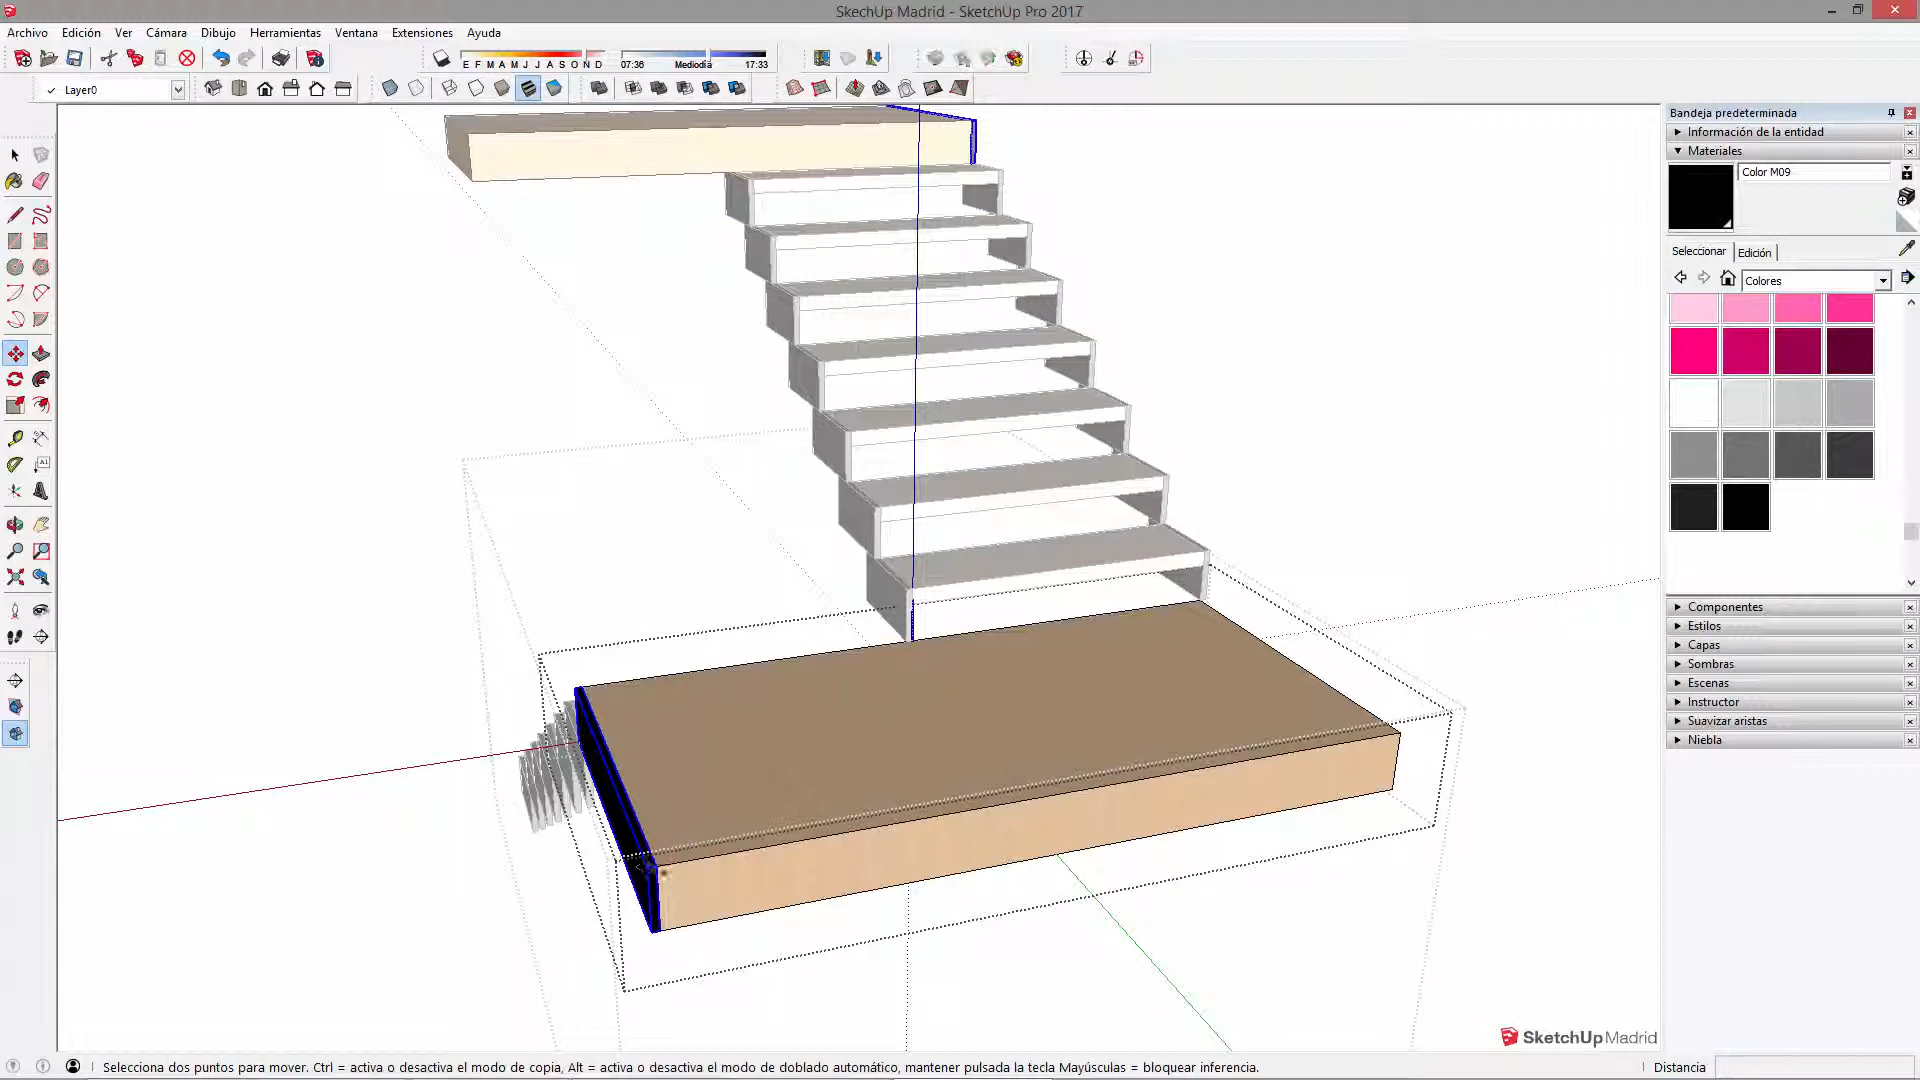 SkechUp Madrid - SketchUp Pro 2017
Archivo Edición Ver Cámara Dibujo Herramientas Ventana Extensiones Ayuda
E F M A M J J A S O N D 07:36 Mediodía 17:33
Layer0
Bandeja predeterminada
Información de la entidad
Materiales
Color M09
Seleccionar Edición
Colores
Componentes
Estilos
Capas
Sombras
Escenas
Instructor
Suavizar aristas
Niebla
SketchUpMadrid
Selecciona dos puntos para mover. Ctrl = activa o desactiva el modo de copia, Alt = activa o desactiva el modo de doblado automático, mantener pulsada la tecla Mayúsculas = bloquear inferencia.
Distancia